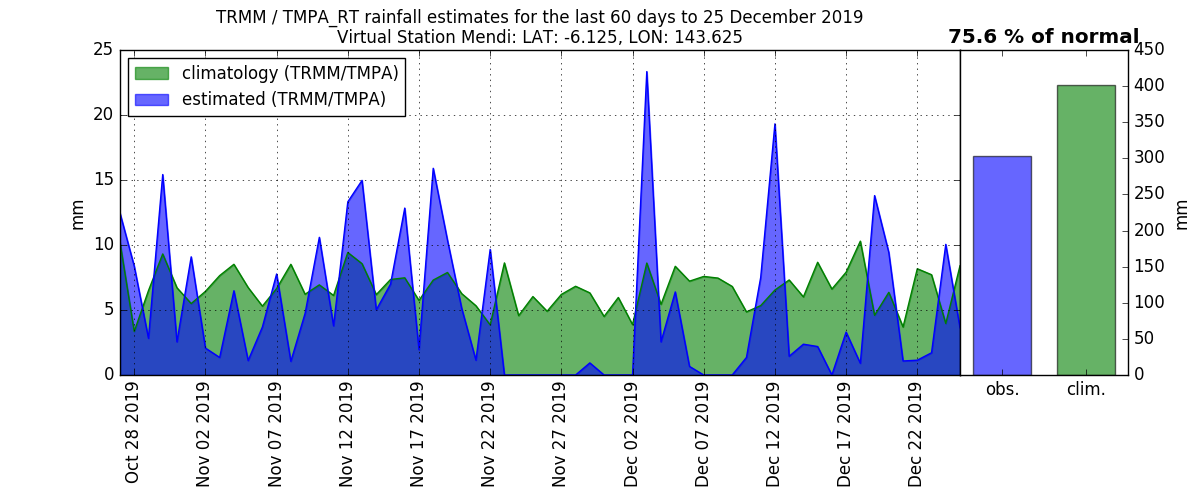 TRMM / TMPA_RT rainfall estimates for the last 60 days to 25 December 2019
Virtual Station Mendi: LAT: -6.125, LON: 143.625
75.6 % of normal
climatology (TRMM/TMPA)
estimated (TRMM/TMPA)
mm
25
20
15
10
5
0
Oct 28 2019
Nov 02 2019
Nov 07 2019
Nov 12 2019
Nov 17 2019
Nov 22 2019
Nov 27 2019
Dec 02 2019
Dec 07 2019
Dec 12 2019
Dec 17 2019
Dec 22 2019
obs.
clim.
450
400
350
300
250
200
150
100
50
0
mm